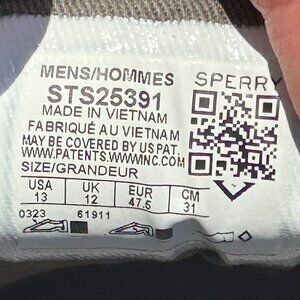 MENS/HOMMES SPERRY
STS25391
MADE IN VIETNAM
FABRIQUÉ AU VIETNAM
MAY BE COVERED BY US PAT.
WWW.PATENTS.WWWINC.COM
SIZE/GRANDEUR
USA UK EUR CM
13 12 47.5 31
0323 61911